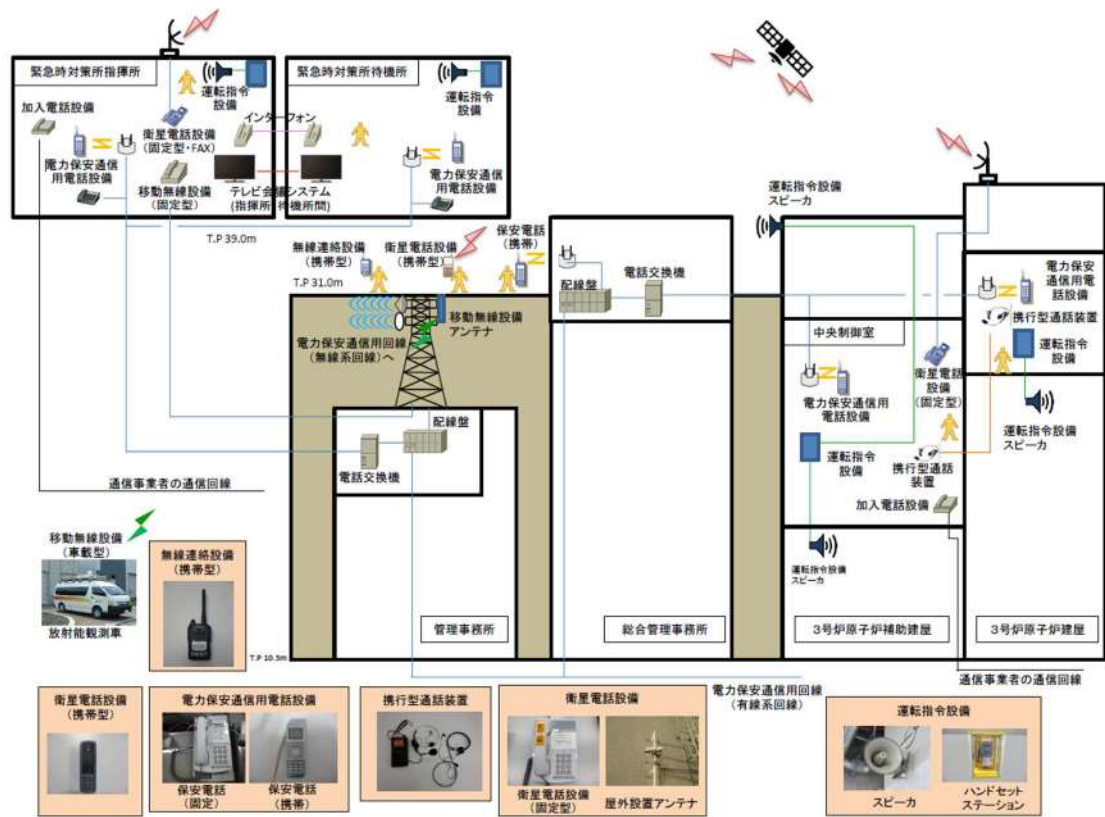 緊急時対策所指揮所
緊急時対策所待機所
運転指令
設備
運転指令
設備
加入電話設備
衛星電話設備
(固定型・FAX)
インターフォン
電力保安通信
用電話設備
移動無線設備
(固定型)
テレビ会議システム
(指揮所/待機所間)
電力保安通信
用電話設備
T.P 39.0m
無線連絡設備
(携帯型)
衛星電話設備
(携帯型)
保安電話
(携帯)
T.P 31.0m
移動無線設備
アンテナ
電力保安通信用回線
(無線系回線)へ
配線盤
電話交換機
配線盤
電話交換機
運転指令設備
スピーカ
中央制御室
電力保安通信用
電話設備
運転指令
設備
衛星電話
設備
(固定型)
携行型通話
装置
加入電話設備
電力保安
通信用電
話設備
携行型通話装置
運転指令
設備
運転指令設備
スピーカ
運転指令設備
スピーカ
通信事業者の通信回線
移動無線設備
(車載型)
放射能観測車
無線連絡設備
(携帯型)
T.P 10.3m
管理事務所
総合管理事務所
3号炉原子炉補助建屋
3号炉原子炉建屋
電力保安通信用回線
(有線系回線)
通信事業者の通信回線
衛星電話設備
(携帯型)
電力保安通信用電話設備
保安電話
(固定)
保安電話
(携帯)
携行型通話装置
衛星電話設備
衛星電話設備
(固定型)
屋外設置アンテナ
運転指令設備
スピーカ
ハンドセット
ステーション